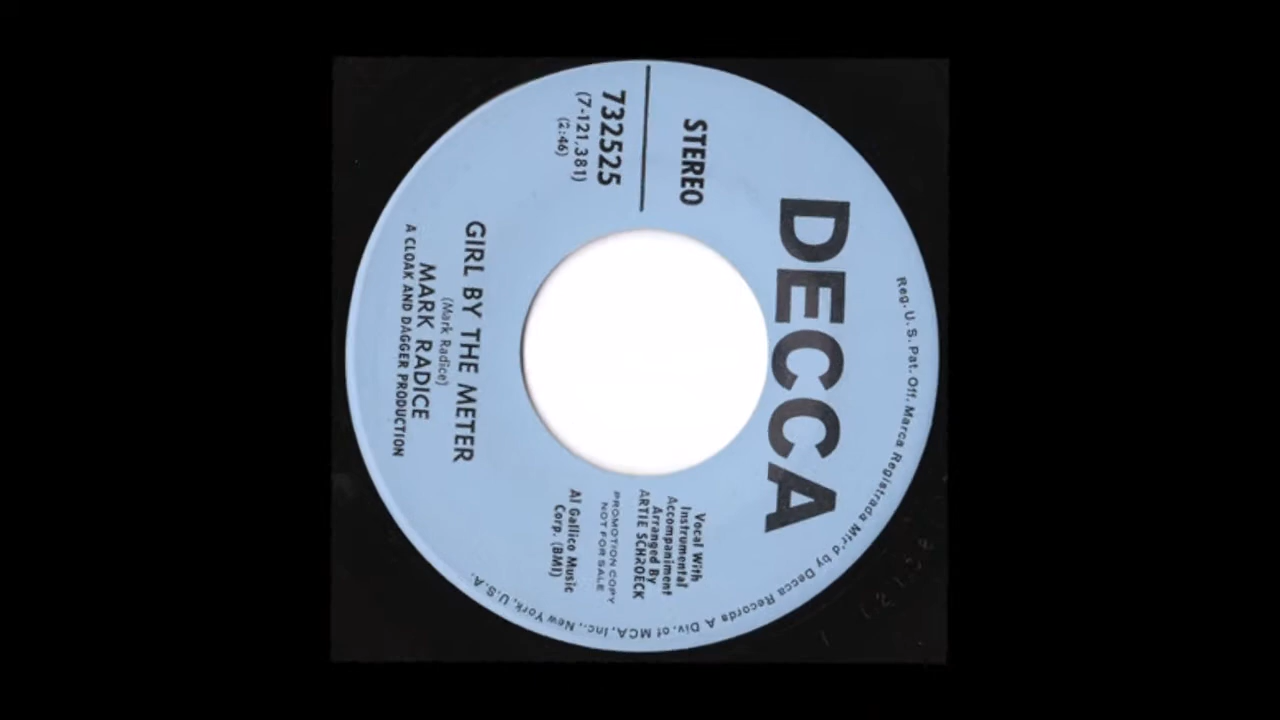 DECCA
STEREO
732525
(7-121,381)
(2:46)
Vocal With
Instrumental
Accompaniment
Arranged By
ARTIE SCHROECK
PROMOTION COPY
NOT FOR SALE
Al Gallico Music
Corp. (BMI)
GIRL BY THE METER
(Mark Radice)
MARK RADICE
A CLOAK AND DAGGER PRODUCTION
Reg. U.S. Pat. Off. Marca Registrada Mfr'd by Decca Records A Div. of MCA, Inc., New York, U.S.A.